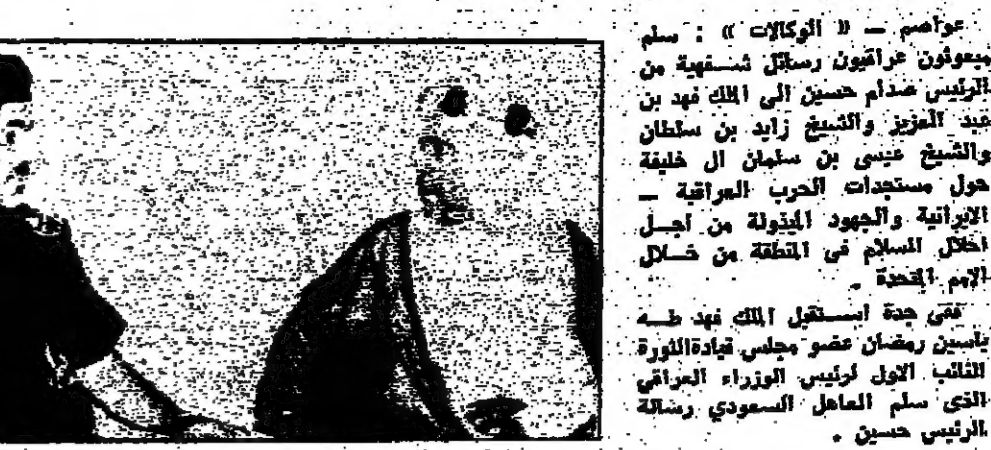 عواصم — « الوكالات » : سلم
مبعوثون عراقيون رسائل شفهية من
الرئيس صدام حسين الى الملك فهد بن
عبد العزيز والشيخ زايد بن سلطان
والشيخ عيسى بن سلمان ال خليفة
حول مستجدات الحرب العراقية —
الايرانية والجهود المبذولة من اجل
احلال السلام في المنطقة من خلال
الامم المتحدة .
ففي جدة استقبل الملك فهد طه
ياسين رمضان عضو مجلس قيادة الثورة
النائب الاول لرئيس الوزراء العراقي
الذي سلم العاهل السعودي رسالة
الرئيس حسين .